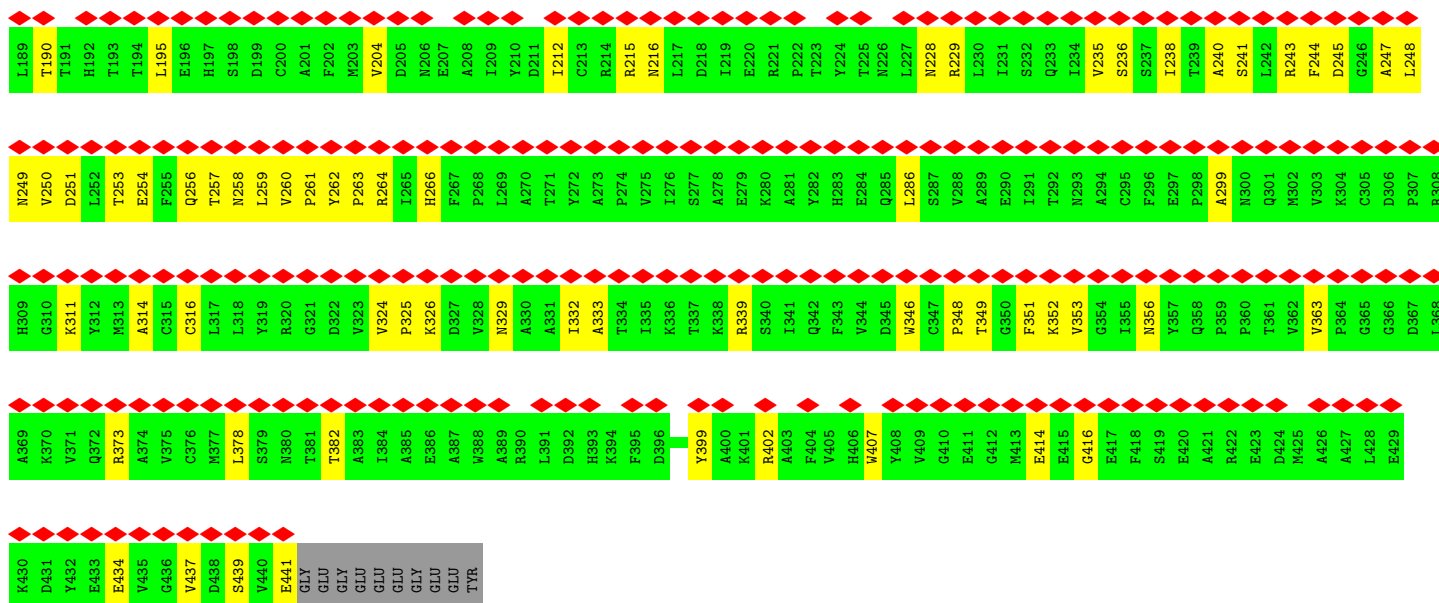 L189 T190 T191 H192 T193 T194 L195 E196 H197 S198 D199 C200 A201 F202 M203 V204 D205 N206 E207 A208 I209 Y210 D211 I212 C213 R214 R215 N216 L217 D218 I219 E220 R221 P222 T223 Y224 T225 N226 L227 N228 R229 L230 I231 S232 Q233 I234 V235 S236 S237 I238 T239 A240 S241 L242 R243 F244 D245 G246 A247 L248
N249 V250 D251 L252 T253 E254 F255 Q256 T257 N258 L259 V260 P261 Y262 P263 R264 I265 H266 F267 P268 L269 A270 T271 Y272 A273 P274 V275 I276 S277 A278 E279 K280 A281 Y282 H283 E284 Q285 L286 S287 V288 A289 E290 I291 T292 N293 A294 C295 F296 E297 P298 A299 N300 Q301 M302 V303 K304 C305 D306 P307 R308
H309 G310 K311 Y312 M313 A314 C315 C316 L317 L318 Y319 R320 G321 D322 V323 V324 P325 K326 D327 V328 N329 A330 A331 I332 A333 T334 I335 K336 T337 K338 R339 S340 I341 Q342 F343 V344 D345 W346 C347 P348 T349 G350 F351 K352 V353 G354 I355 N356 Y357 Q358 P359 P360 T361 V362 V363 P364 G365 G366 D367 L368
A369 K370 V371 Q372 R373 A374 V375 C376 M377 L378 S379 N380 T381 T382 A383 I384 A385 E386 A387 W388 A389 R390 L391 D392 H393 K394 F395 D396 Y399 A400 K401 R402 A403 F404 V405 H406 W407 Y408 V409 G410 E411 G412 M413 E414 E415 G416 E417 F418 S419 E420 A421 R422 E423 D424 M425 A426 A427 L428 E429
K430 D431 Y432 E433 E434 V435 G436 V437 D438 S439 V440 E441 GLY GLU GLY GLU GLU GLU GLY GLU GLU TYR